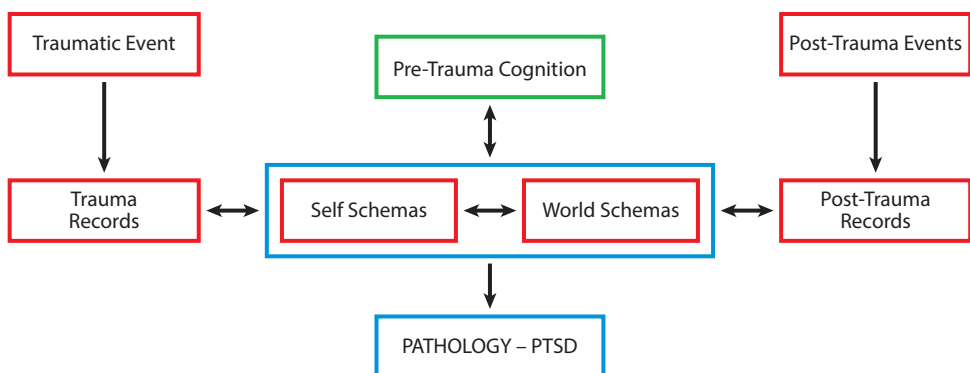 Traumatic Event
Pre-Trauma Cognition
Post-Trauma Events
Trauma
Records
Self Schemas
World Schemas
Post-Trauma
Records
PATHOLOGY – PTSD